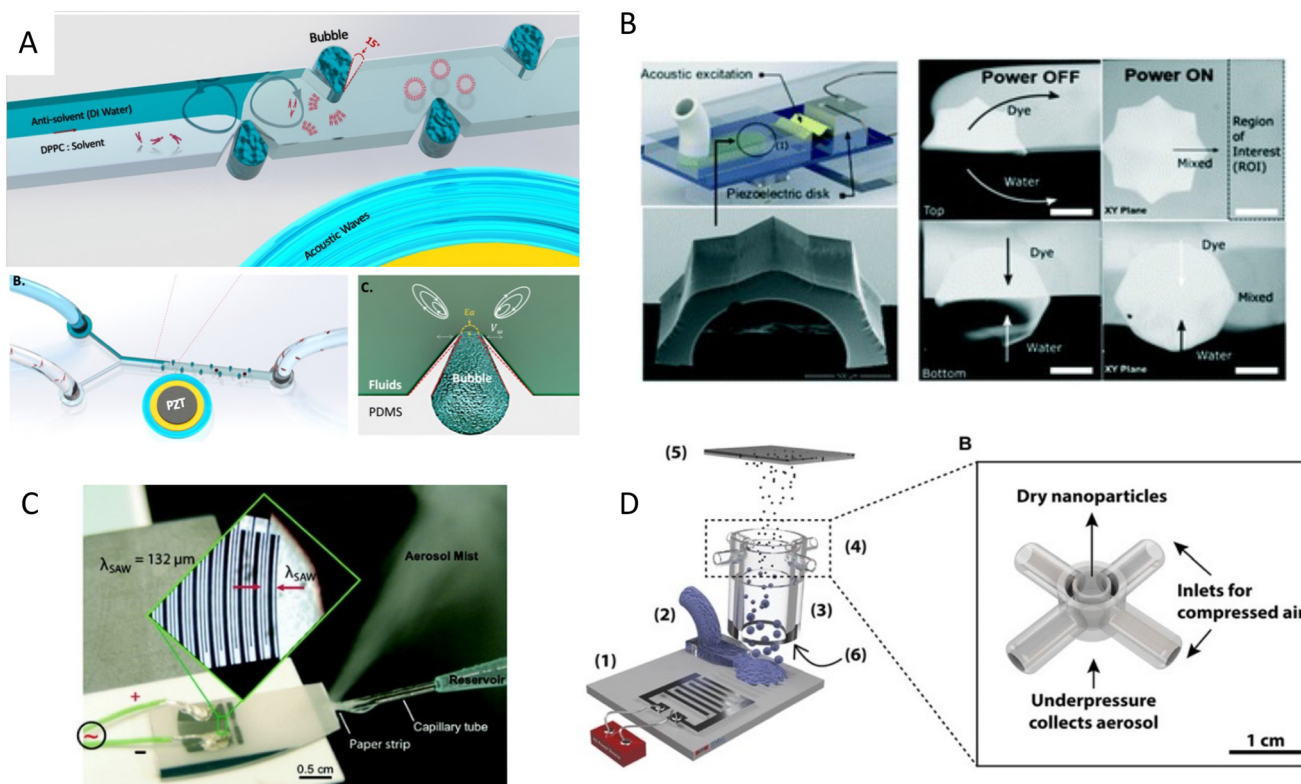 A
Bubble
15°
Anti-solvent (DI Water)
DPPC : Solvent
Acoustic Waves
B.
PZT
C.
Ea
Fluids
Bubble
PDMS
B
Acoustic excitation
(1)
Piezoelectric disk
Power OFF
Dye
Water
Top
Power ON
Mixed
Region
of
Interest
(ROI)
XY Plane
Dye
Water
Bottom
Dye
Mixed
Water
XY Plane
C
λSAW = 132 µm
λSAW
Aerosol Mist
Reservoir
Capillary tube
Paper strip
+
~
-
0.5 cm
D
(5)
(4)
(3)
(2)
(6)
(1)
B
Dry nanoparticles
Inlets for
compressed air
Underpressure
collects aerosol
1 cm